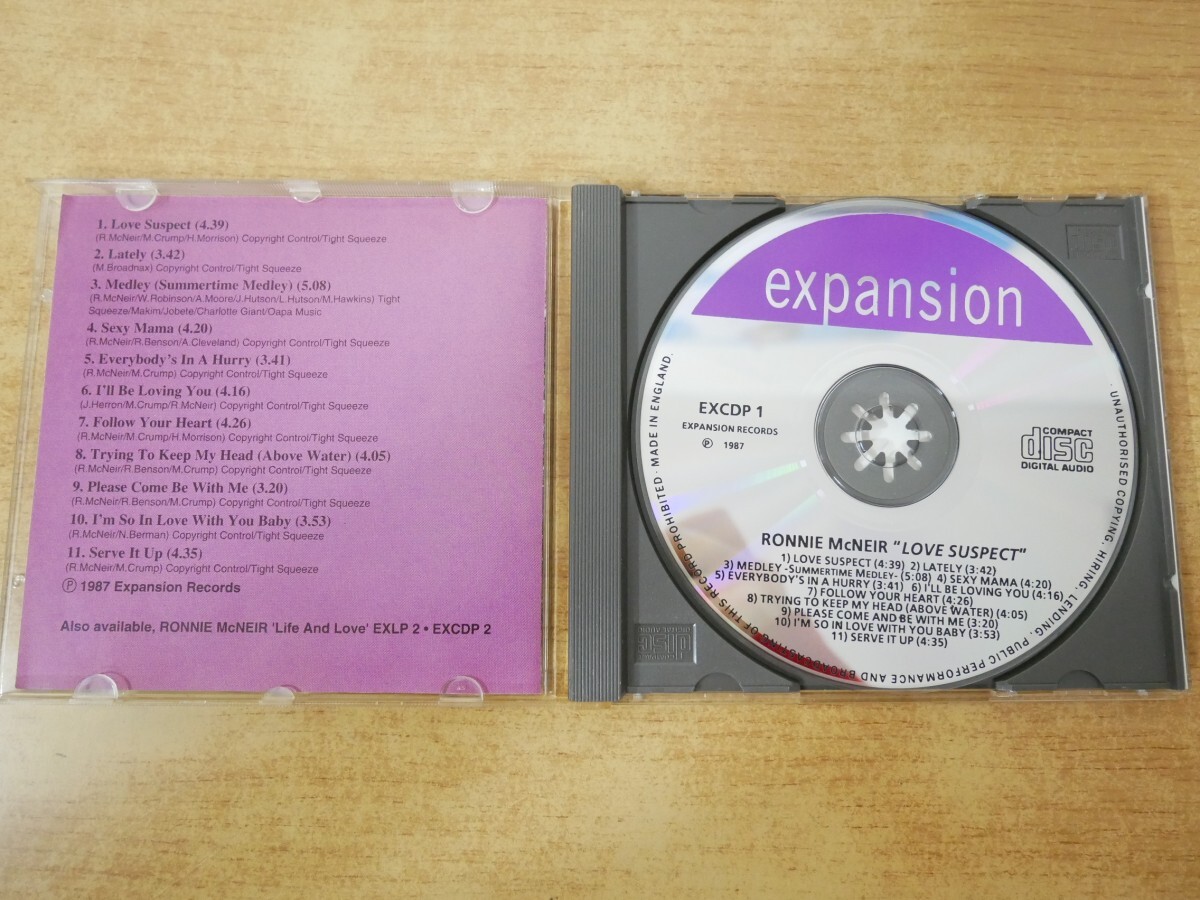 1. Love Suspect (4.39)
(R.McNeir/M.Crump/H.Morrison) Copyright Control/Tight Squeeze
2. Lately (3.42)
(M.Broadnax) Copyright Control/Tight Squeeze
3. Medley (Summertime Medley) (5.08)
(R.McNeir/W.Robinson/A.Moore/J.Hutson/L.Hutson/M.Hawkins) Tight
Squeeze/Makim/Jobete/Charlotte Giant/Oapa Music
4. Sexy Mama (4.20)
(R.McNeir/R.Benson/A.Cleveland) Copyright Control/Tight Squeeze
5. Everybody's In A Hurry (3.41)
(R.McNeir/M.Crump) Copyright Control/Tight Squeeze
6. I'll Be Loving You (4.16)
(J.Herron/M.Crump/R.McNeir) Copyright Control/Tight Squeeze
7. Follow Your Heart (4.26)
(R.McNeir/M.Crump/H.Morrison) Copyright Control/Tight Squeeze
8. Trying To Keep My Head (Above Water) (4.05)
(R.McNeir/R.Benson/M.Crump) Copyright Control/Tight Squeeze
9. Please Come Be With Me (3.20)
(R.McNeir/R.Benson/M.Crump) Copyright Control/Tight Squeeze
10. I'm So In Love With You Baby (3.53)
(R.McNeir/N.Berman) Copyright Control/Tight Squeeze
11. Serve It Up (4.35)
(R.McNeir/M,Crump) Copyright Control/Tight Squeeze
℗ 1987 Expansion Records
Also available, RONNIE McNEIR 'Life And Love' EXLP 2 • EXCDP 2
expansion
EXCDP 1
EXPANSION RECORDS
℗ 1987
COMPACT
disc
DIGITAL AUDIO
RONNIE McNEIR "LOVE SUSPECT"
1) LOVE SUSPECT (4:39) 2) LATELY (3:42)
3) MEDLEY -SUMMERTIME MEDLEY- (5:08) 4) SEXY MAMA (4:20)
5) EVERYBODY'S IN A HURRY (3:41) 6) I'LL BE LOVING YOU (4:16)
7) FOLLOW YOUR HEART (4:26)
8) TRYING TO KEEP MY HEAD (ABOVE WATER) (4:05)
9) PLEASE COME AND BE WITH ME (3:20)
10) I'M SO IN LOVE WITH YOU BABY (3:53)
11) SERVE IT UP (4:35)
· UNAUTHORISED COPYING, HIRING, LENDING, PUBLIC PERFORMANCE AND BROADCASTING OF THIS RECORD PROHIBITED · MADE IN ENGLAND.
COMPACT
disc
DIGITAL AUDIO